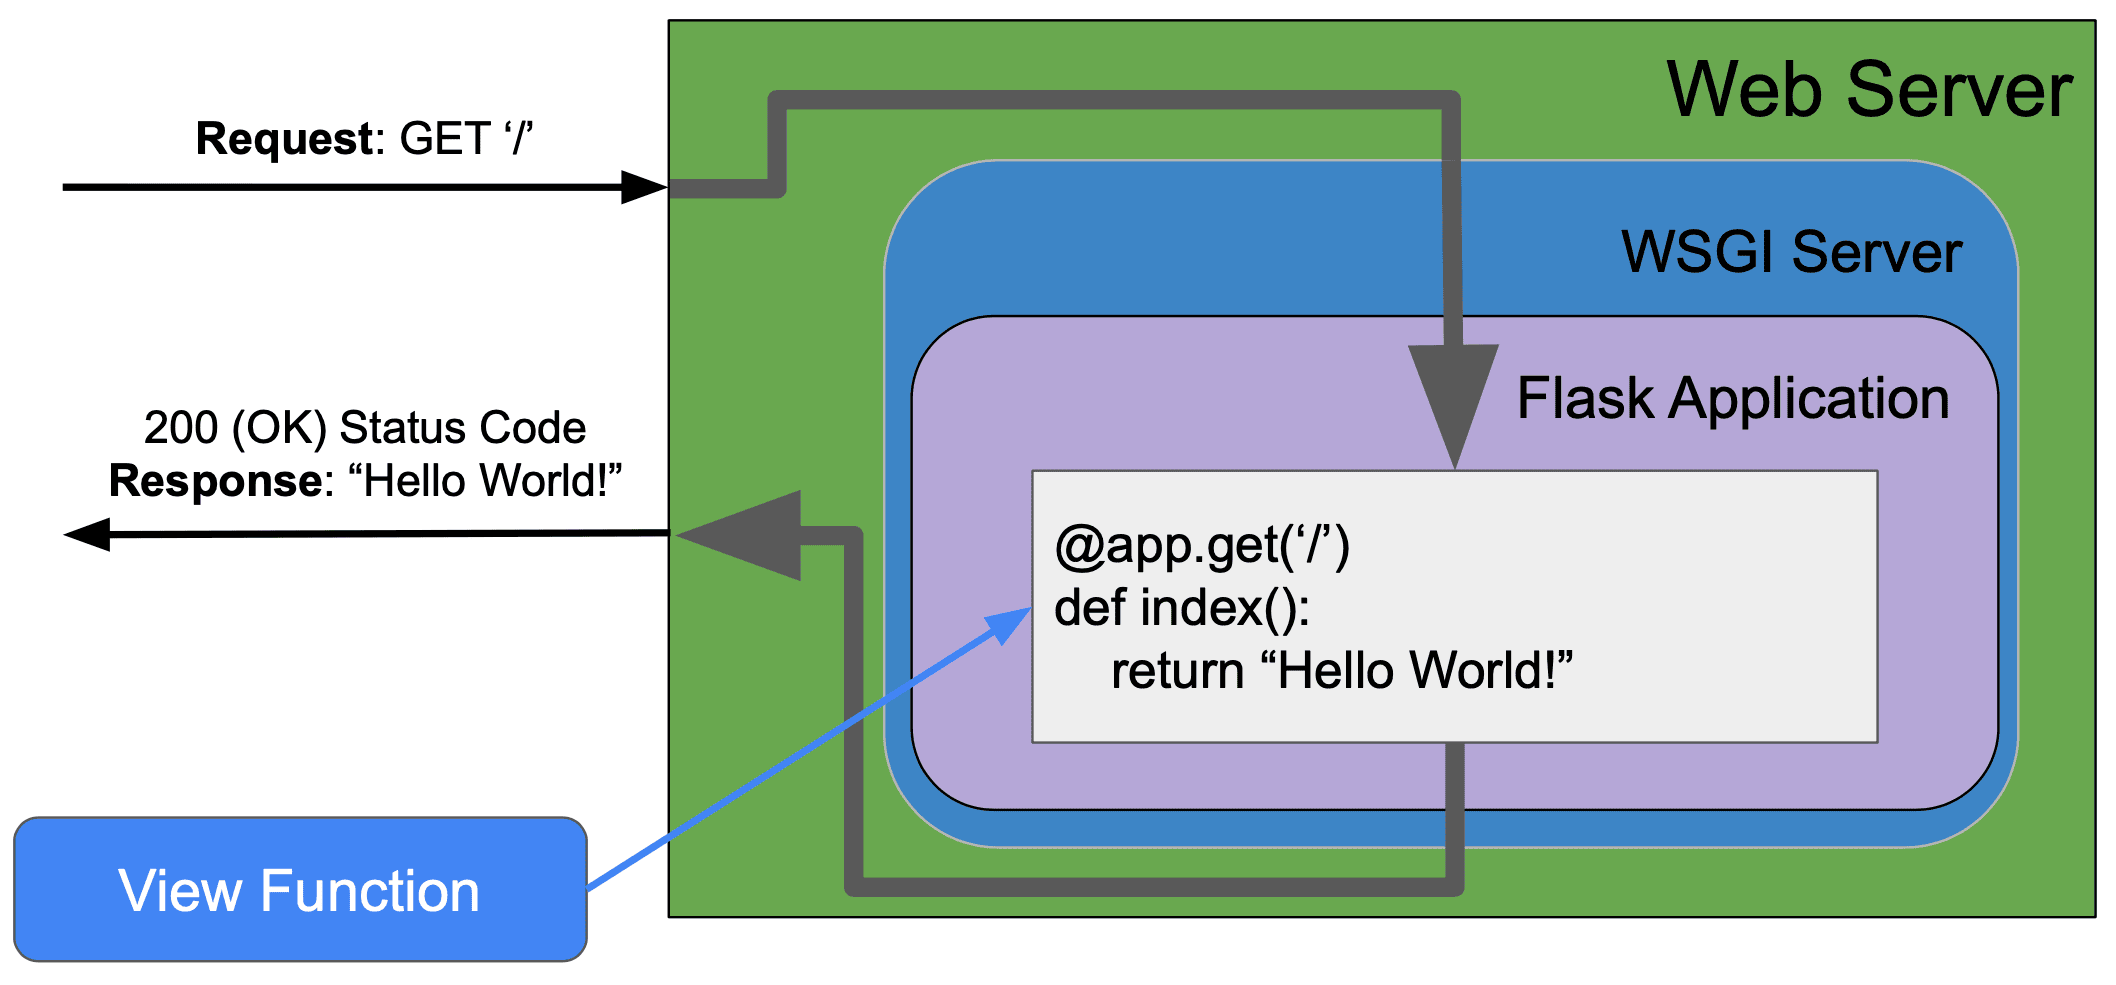 Web Server
Request: GET ‘/’
WSGI Server
Flask Application
200 (OK) Status Code
Response: “Hello World!”
@app.get(‘/’)
def index():
    return “Hello World!”
View Function